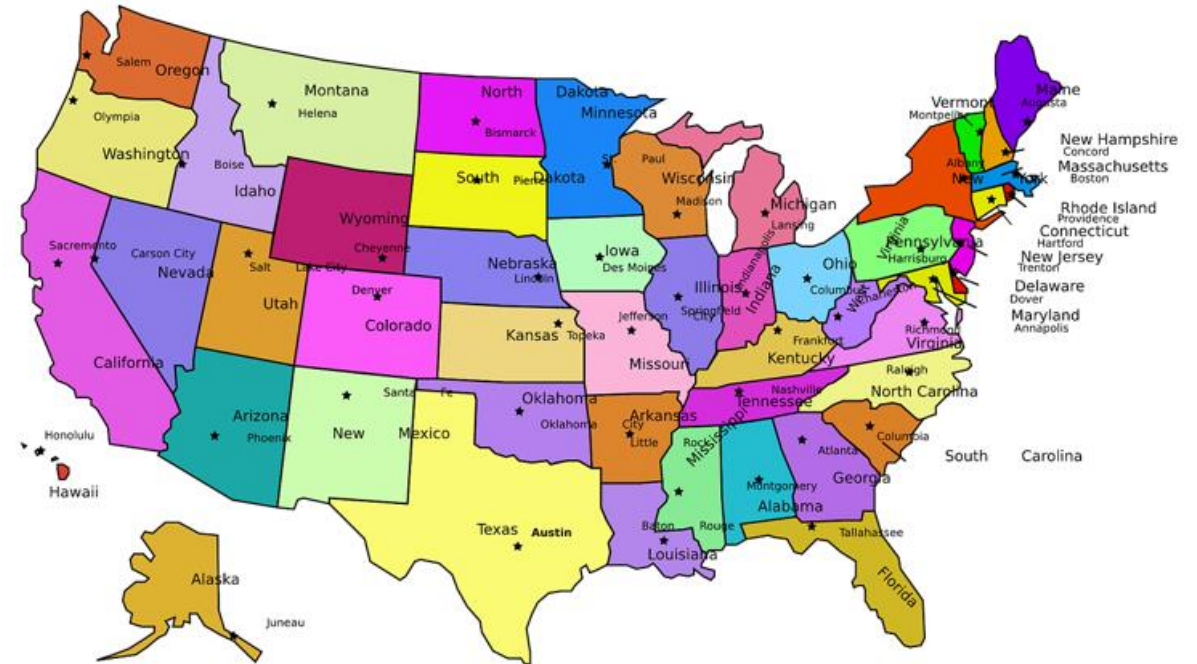 Salem
Oregon
Olympia
Washington
Boise
Idaho
Montana
Helena
North Dakota
Bismarck
Minnesota
St Paul
South Dakota
Pierre
Wyoming
Cheyenne
Wisconsin
Madison
Michigan
Lansing
Sacremento
Carson City
Nevada
California
Salt Lake City
Utah
Denver
Colorado
Nebraska
Lincoln
Kansas
Topeka
Iowa
Des Moines
Jefferson City
Missouri
Illinois
Springfield
Indianapolis
Indiana
Ohio
Columbus
Kentucky
Frankfort
West Virginia
Charleston
Virginia
Richmond
Pennsylvania
Harrisburg
New York
Albany
Vermont
Montpelier
Maine
Augusta
New Hampshire
Concord
Massachusetts
Boston
Rhode Island
Providence
Connecticut
Hartford
New Jersey
Trenton
Delaware
Dover
Maryland
Annapolis
Arizona
Phoenix
New Mexico
Santa Fe
Oklahoma
Oklahoma City
Arkansas
Little Rock
Tennessee
Nashville
North Carolina
Raleigh
South Carolina
Columbia
Mississippi
Montgomery
Alabama
Atlanta
Georgia
Texas
Austin
Baton Rouge
Louisiana
Tallahassee
Florida
Honolulu
Hawaii
Alaska
Juneau